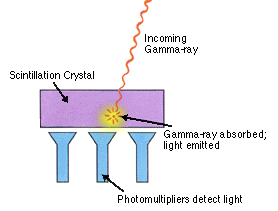 Incoming
Gamma-ray
Scintillation Crystal
Gamma-ray absorbed;
light emitted
Photomultipliers detect light